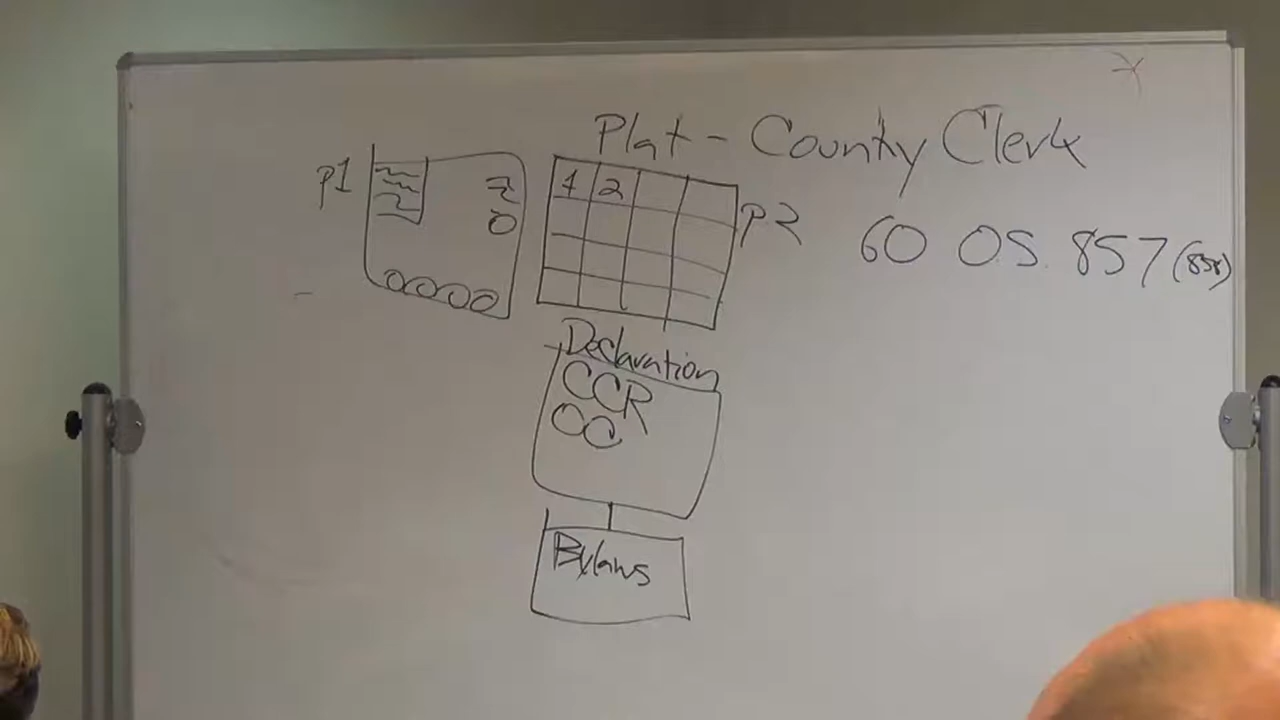 Plat - County Clerk
p1
1 2
p2
60 OS 857 (858)
Declaration
CCR
OC
Bylaws